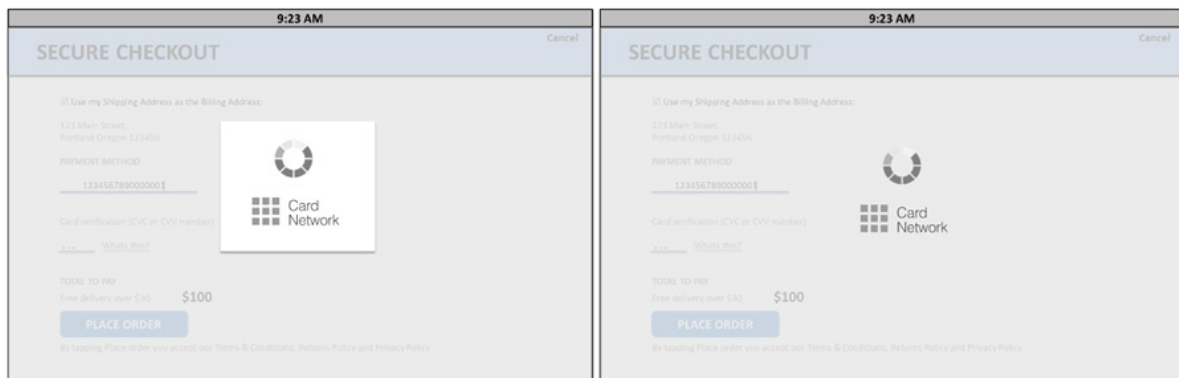 9:23 AM
SECURE CHECKOUT
Cancel
Use my Shipping Address as the Billing Address:
123 Main Street,
Portland Oregon 123456
PAYMENT METHOD
1234567890000001
Card verification (CVC or CVV number)
... Whats this?
Card
Network
TOTAL TO PAY
Free delivery over $30 $100
PLACE ORDER
By tapping Place order you accept our Terms & Conditions, Returns Policy and Privacy Policy
9:23 AM
SECURE CHECKOUT
Cancel
Use my Shipping Address as the Billing Address:
123 Main Street,
Portland Oregon 123456
PAYMENT METHOD
1234567890000001
Card verification (CVC or CVV number)
... Whats this?
Card
Network
TOTAL TO PAY
Free delivery over $30 $100
PLACE ORDER
By tapping Place order you accept our Terms & Conditions, Returns Policy and Privacy Policy